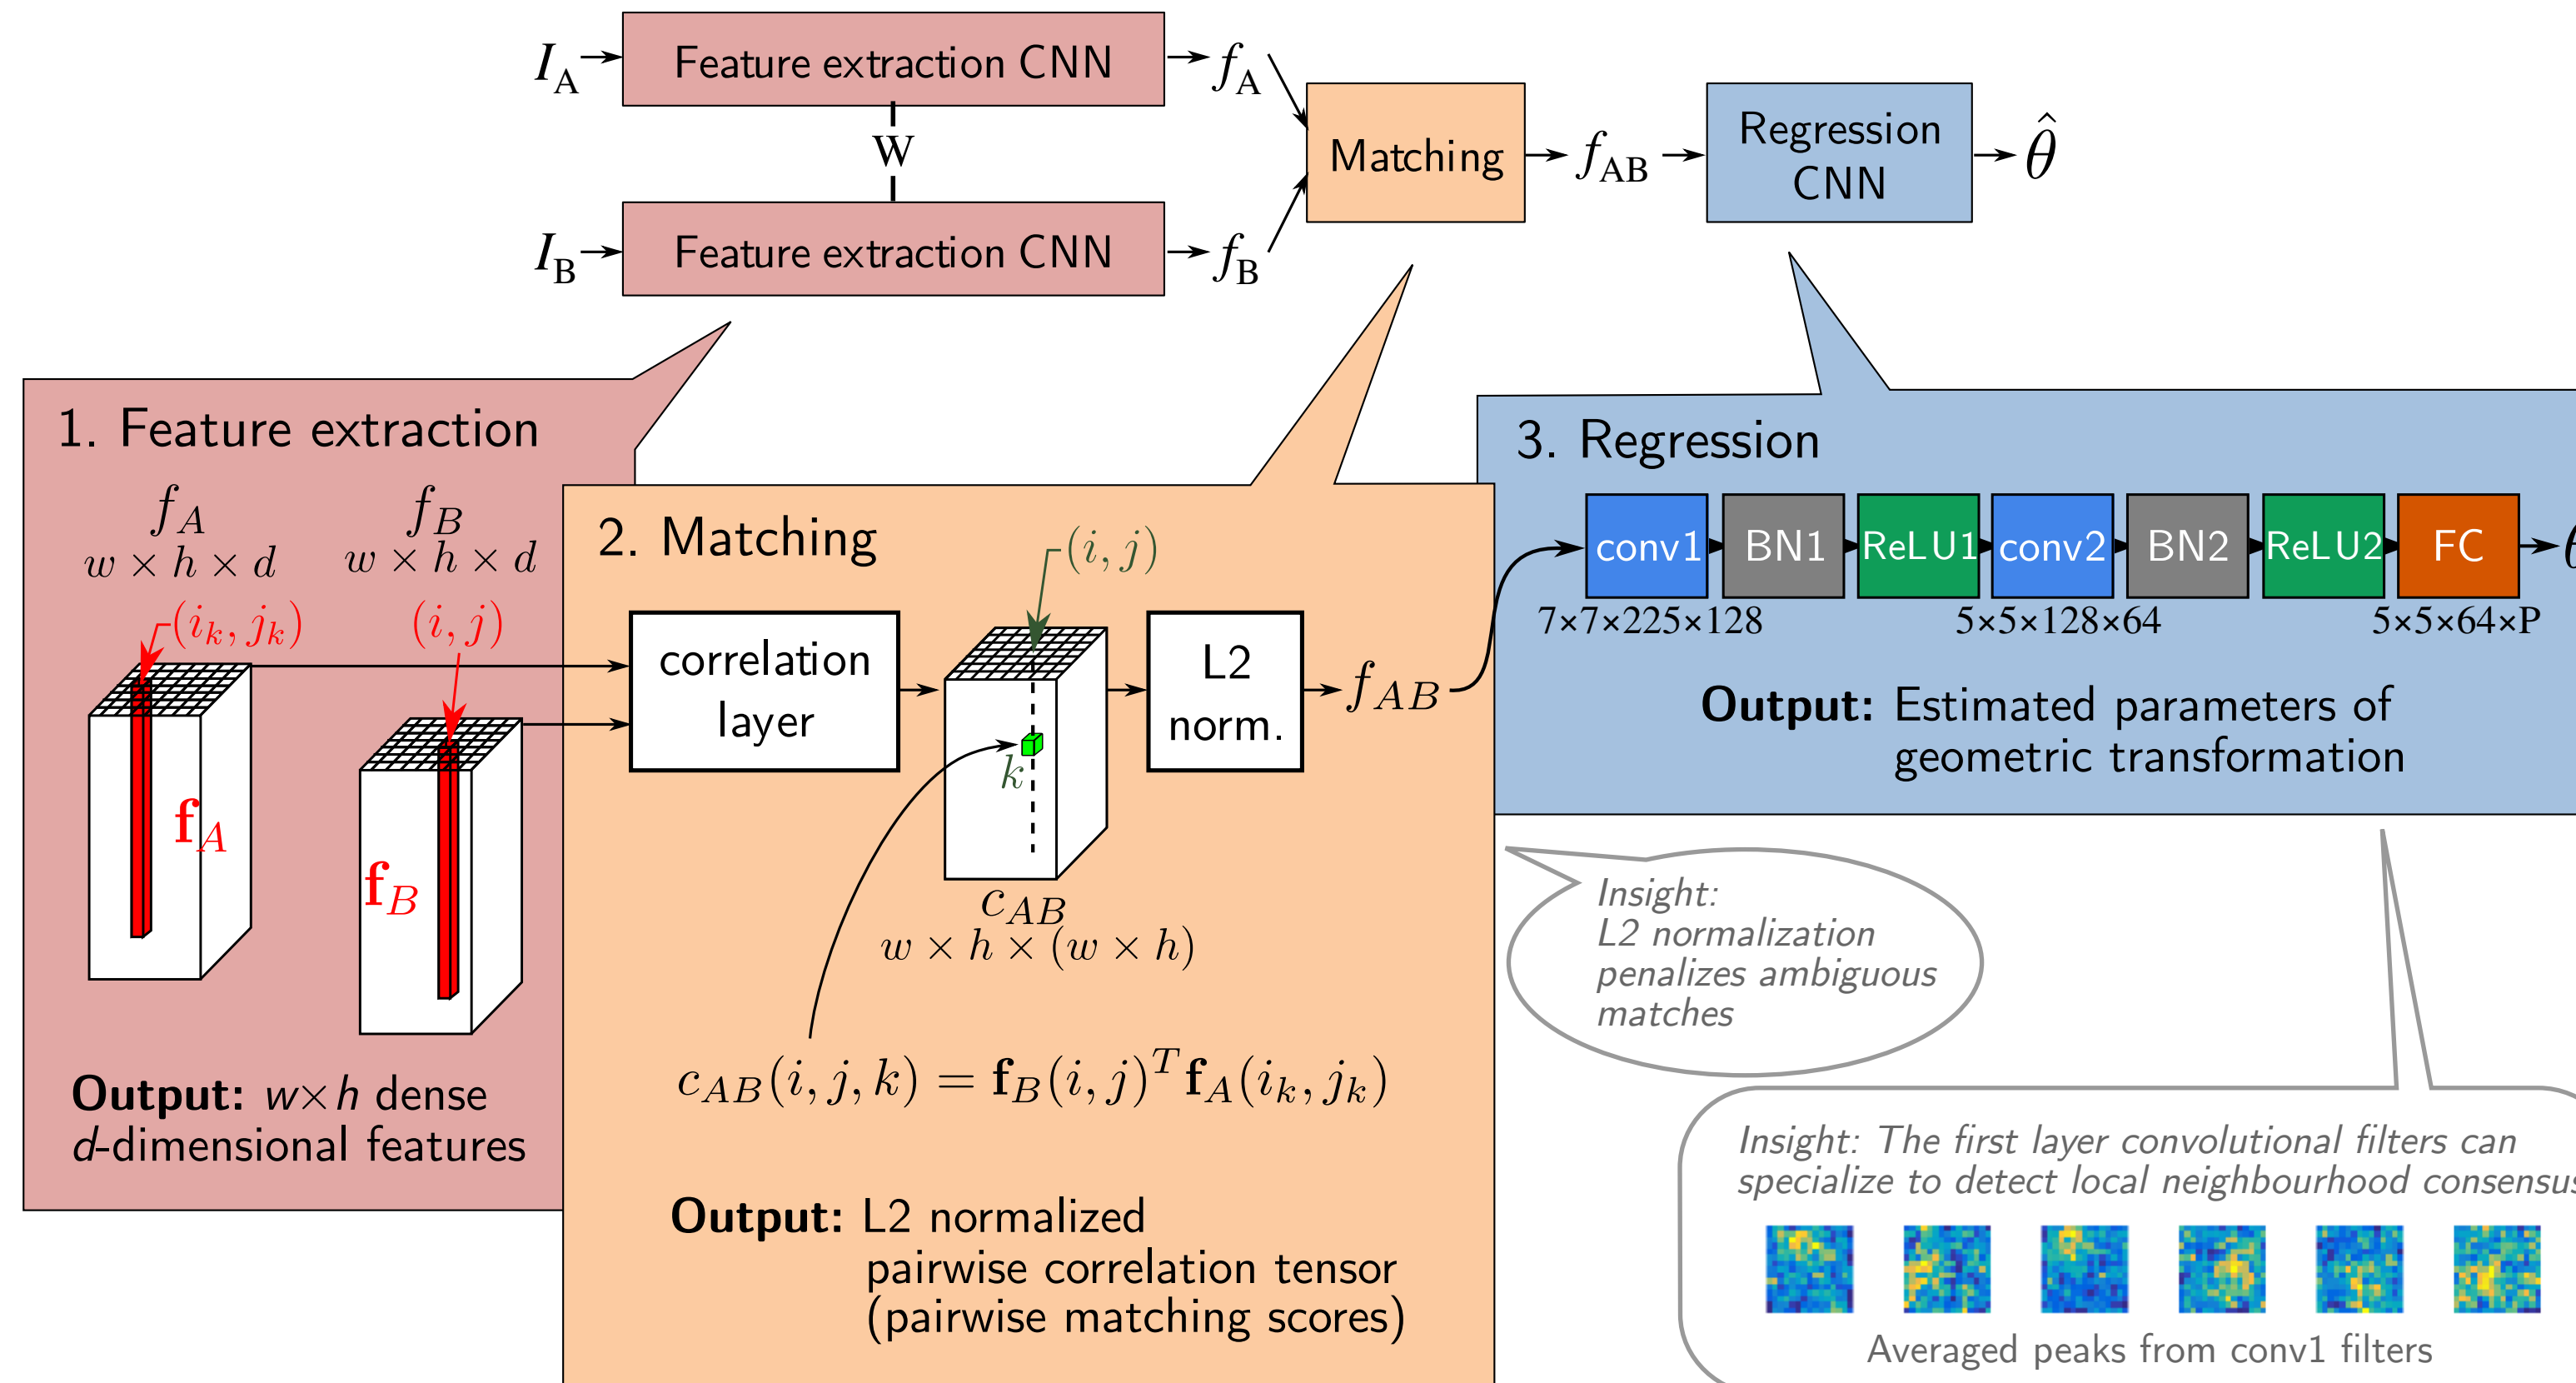 I_A
Feature extraction CNN
f_A
W
I_B
Feature extraction CNN
f_B
Matching
f_AB
Regression
CNN
θ̂
1. Feature extraction
f_A
w × h × d
f_B
w × h × d
(i_k, j_k)
(i, j)
f_A
f_B
Output: w×h dense
d-dimensional features
2. Matching
(i, j)
correlation
layer
k
L2
norm.
f_AB
c_AB
w × h × (w × h)
c_AB(i, j, k) = f_B(i, j)^T f_A(i_k, j_k)
Output: L2 normalized
pairwise correlation tensor
(pairwise matching scores)
3. Regression
conv1 BN1 ReLU1 conv2 BN2 ReLU2 FC
7×7×225×128 5×5×128×64 5×5×64×P
Output: Estimated parameters of
geometric transformation
Insight:
L2 normalization
penalizes ambiguous
matches
Insight: The first layer convolutional filters can
specialize to detect local neighbourhood consensus
Averaged peaks from conv1 filters